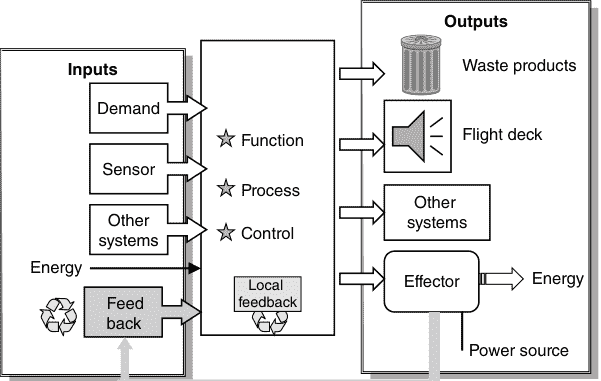 Inputs
Demand
Sensor
Other
systems
Energy
Feed
back
Function
Process
Control
Local
feedback
Outputs
Waste products
Flight deck
Other
systems
Effector
Energy
Power source